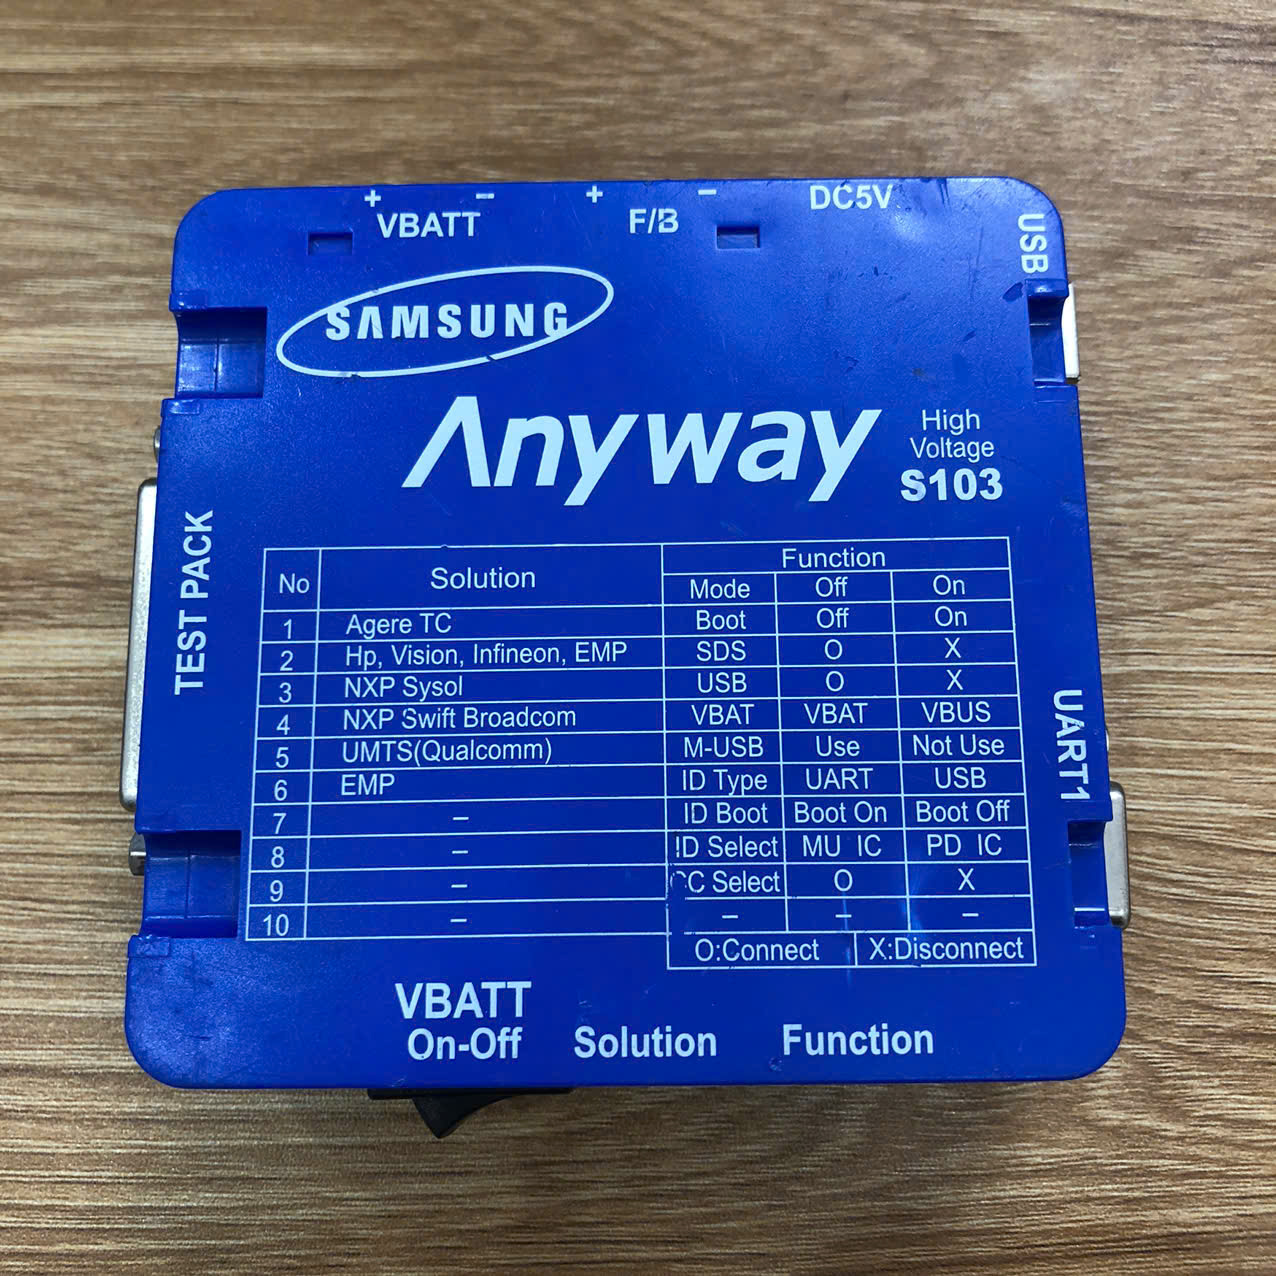 + − + − DC5V
VBATT F/B
USB
SAMSUNG
Anyway
High
Voltage
S103
TEST PACK
No Solution Function
Mode Off On
1 Agere TC Boot Off On
2 Hp, Vision, Infineon, EMP SDS O X
3 NXP Sysol USB O X
4 NXP Swift Broadcom VBAT VBAT VBUS
5 UMTS(Qualcomm) M-USB Use Not Use
6 EMP ID Type UART USB
7 − ID Boot Boot On Boot Off
8 − ID Select MU IC PD IC
9 − Select O X
10 − − − −
O:Connect X:Disconnect
UART1
VBATT
On-Off Solution Function